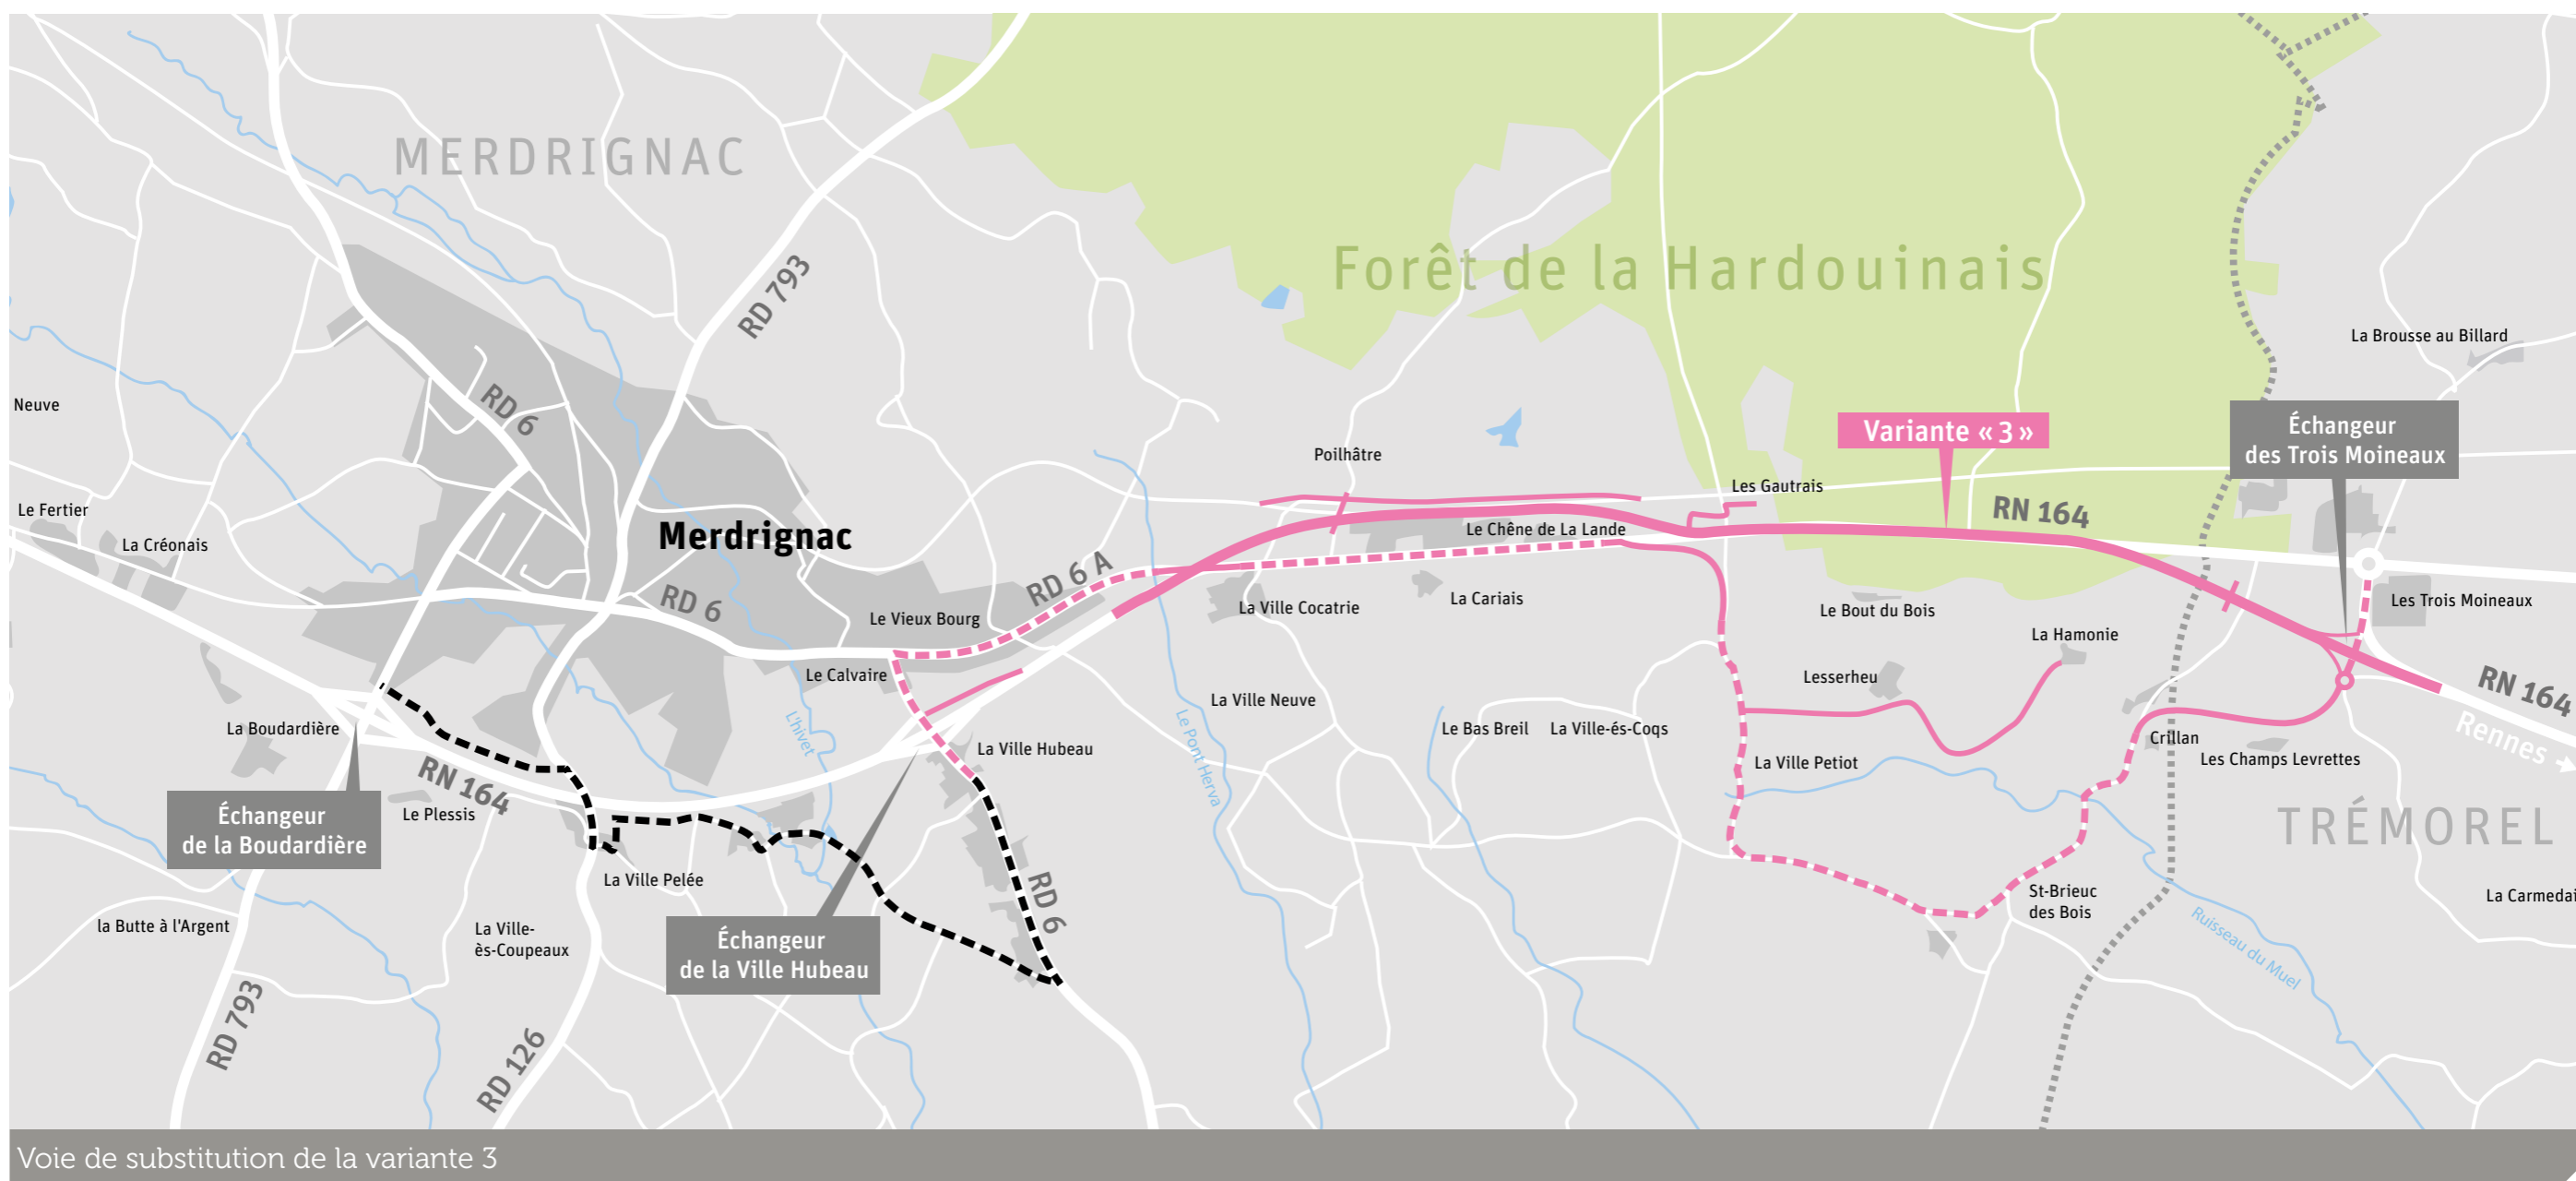 MERDRIGNAC
RD 793
Forêt de la Hardouinais
La Brousse au Billard
RD 6
Neuve
Variante « 3 »
Échangeur
des Trois Moineaux
Poilhâtre
Les Gautrais
RN 164
Le Fertier
La Créonais
Merdrignac
Le Chêne de La Lande
RD 6 A
RD 6
Le Vieux Bourg
La Ville Cocatrie
La Cariais
Le Bout du Bois
Les Trois Moineaux
La Hamonie
Le Calvaire
Lesserheu
RN 164
Rennes
La Boudardière
L'hivet
La Ville Neuve
Le Pont Herva
Le Bas Breil
La Ville-és-Coqs
Crillan
La Ville Hubeau
La Ville Petiot
Les Champs Levrettes
RN 164
Le Plessis
Échangeur
de la Boudardière
TRÉMOREL
La Ville Pelée
RD 6
St-Brieuc
des Bois
La Carmedai
la Butte à l'Argent
La Ville-
ès-Coupeaux
Échangeur
de la Ville Hubeau
Ruisseau du Muel
RD 793
RD 126
Voie de substitution de la variante 3